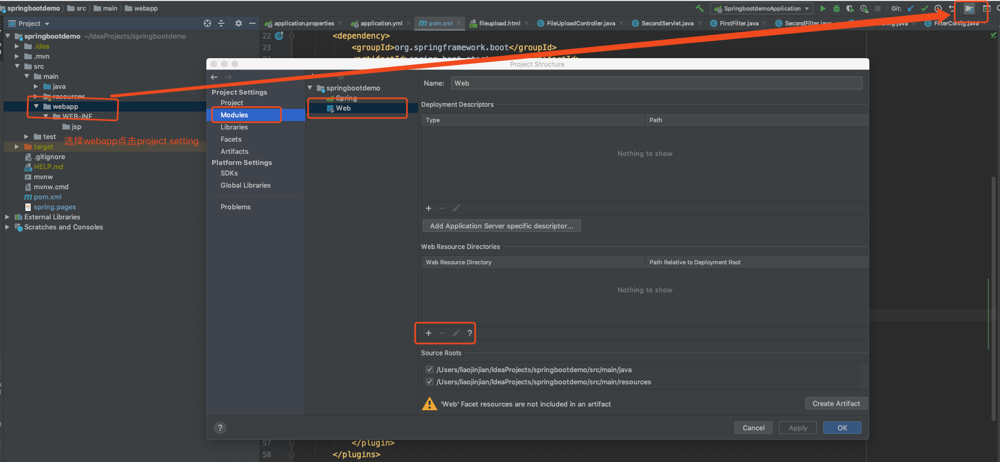 springbootdemo src main webapp
SpringbootdemoApplication Git:
Project application.properties application.yml pom.xml fileupload.html FileUploadController.java SecondServlet.java FirstFilter.java FilterConfig.java
springbootdemo ~/IdeaProjects/springbootdemo
.idea
.mvn
src
main
java
resources
webapp
WEB-INF
jsp
test
选择webapp点击project setting
target
.gitignore
HELP.md
mvnw
mvnw.cmd
pom.xml
spring.pages
External Libraries
Scratches and Consoles
22 <dependency>
23 <groupId>org.springframework.boot</groupId>
Project Structure
Project Settings
Project
Modules
Libraries
Facets
Artifacts
Platform Settings
SDKs
Global Libraries
Problems
springbootdemo
Spring
Web
Name: Web
Deployment Descriptors
Type Path
Nothing to show
Add Application Server specific descriptor...
Web Resource Directories
Web Resource Directory Path Relative to Deployment Root
Nothing to show
+ − ?
Source Roots
/Users/liaojinjian/IdeaProjects/springbootdemo/src/main/java
/Users/liaojinjian/IdeaProjects/springbootdemo/src/main/resources
'Web' Facet resources are not included in an artifact Create Artifact
? Cancel Apply OK
57 </plugin>
58 </plugins>